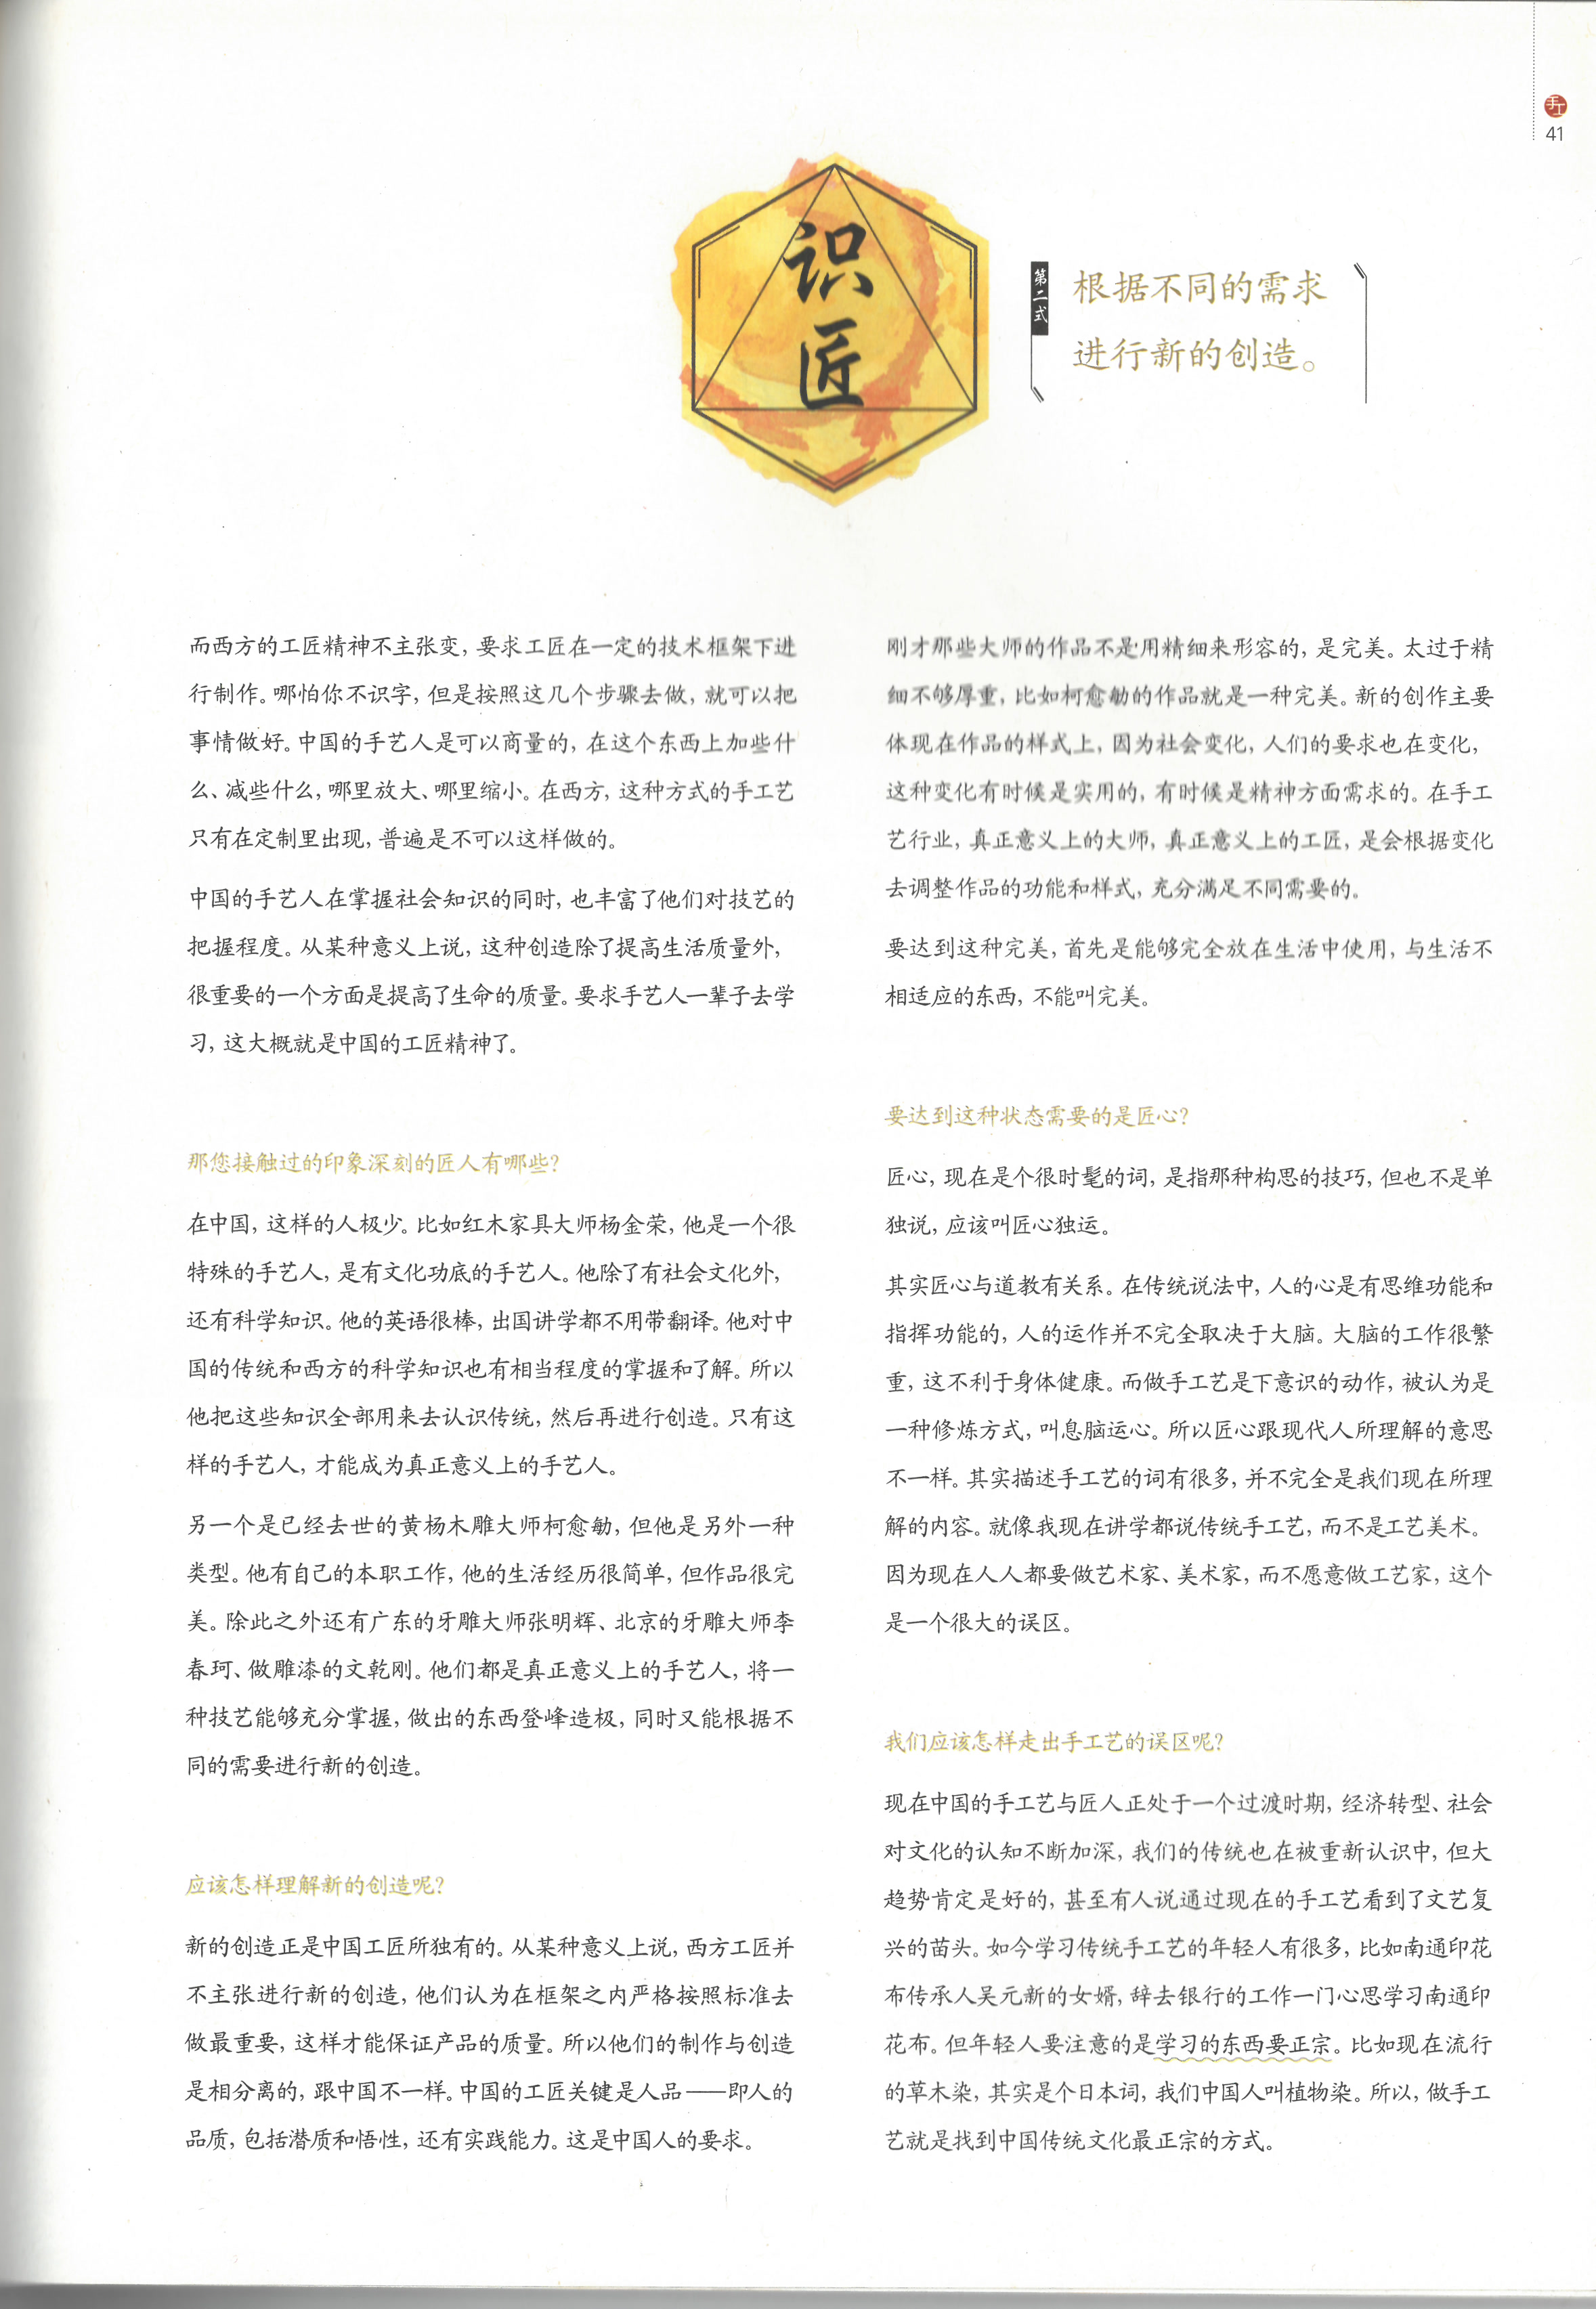 手工
41
识
匠
第二式
根据不同的需求
进行新的创造。
而西方的工匠精神不主张变，要求工匠在一定的技术框架下进
行制作。哪怕你不识字，但是按照这几个步骤去做，就可以把
事情做好。中国的手艺人是可以商量的，在这个东西上加些什
么、减些什么，哪里放大、哪里缩小。在西方，这种方式的手工艺
只有在定制里出现，普遍是不可以这样做的。
中国的手艺人在掌握社会知识的同时，也丰富了他们对技艺的
把握程度。从某种意义上说，这种创造除了提高生活质量外，
很重要的一个方面是提高了生命的质量。要求手艺人一辈子去学
习，这大概就是中国的工匠精神了。
那您接触过的印象深刻的匠人有哪些？
在中国，这样的人极少。比如红木家具大师杨金荣，他是一个很
特殊的手艺人，是有文化功底的手艺人。他除了有社会文化外，
还有科学知识。他的英语很棒，出国讲学都不用带翻译。他对中
国的传统和西方的科学知识也有相当程度的掌握和了解。所以
他把这些知识全部用来去认识传统，然后再进行创造。只有这
样的手艺人，才能成为真正意义上的手艺人。
另一个是已经去世的黄杨木雕大师柯愈勄，但他是另外一种
类型。他有自己的本职工作，他的生活经历很简单，但作品很完
美。除此之外还有广东的牙雕大师张明辉、北京的牙雕大师李
春珂、做雕漆的文乾刚。他们都是真正意义上的手艺人，将一
种技艺能够充分掌握，做出的东西登峰造极，同时又能根据不
同的需要进行新的创造。
应该怎样理解新的创造呢？
新的创造正是中国工匠所独有的。从某种意义上说，西方工匠并
不主张进行新的创造，他们认为在框架之内严格按照标准去
做最重要，这样才能保证产品的质量。所以他们的制作与创造
是相分离的，跟中国不一样。中国的工匠关键是人品——即人的
品质，包括潜质和悟性，还有实践能力。这是中国人的要求。
刚才那些大师的作品不是用精细来形容的，是完美。太过于精
细不够厚重，比如柯愈勄的作品就是一种完美。新的创作主要
体现在作品的样式上，因为社会变化，人们的要求也在变化，
这种变化有时候是实用的，有时候是精神方面需求的。在手工
艺行业，真正意义上的大师，真正意义上的工匠，是会根据变化
去调整作品的功能和样式，充分满足不同需要的。
要达到这种完美，首先是能够完全放在生活中使用，与生活不
相适应的东西，不能叫完美。
要达到这种状态需要的是匠心？
匠心，现在是个很时髦的词，是指那种构思的技巧，但也不是单
独说，应该叫匠心独运。
其实匠心与道教有关系。在传统说法中，人的心是有思维功能和
指挥功能的，人的运作并不完全取决于大脑。大脑的工作很繁
重，这不利于身体健康。而做手工艺是下意识的动作，被认为是
一种修炼方式，叫息脑运心。所以匠心跟现代人所理解的意思
不一样。其实描述手工艺的词有很多，并不完全是我们现在所理
解的内容。就像我现在讲学都说传统手工艺，而不是工艺美术。
因为现在人人都要做艺术家、美术家，而不愿意做工艺家，这个
是一个很大的误区。
我们应该怎样走出手工艺的误区呢？
现在中国的手工艺与匠人正处于一个过渡时期，经济转型、社会
对文化的认知不断加深，我们的传统也在被重新认识中，但大
趋势肯定是好的，甚至有人说通过现在的手工艺看到了文艺复
兴的苗头。如今学习传统手工艺的年轻人有很多，比如南通印花
布传承人吴元新的女婿，辞去银行的工作一门心思学习南通印
花布。但年轻人要注意的是学习的东西要正宗。比如现在流行
的草木染，其实是个日本词，我们中国人叫植物染。所以，做手工
艺就是找到中国传统文化最正宗的方式。